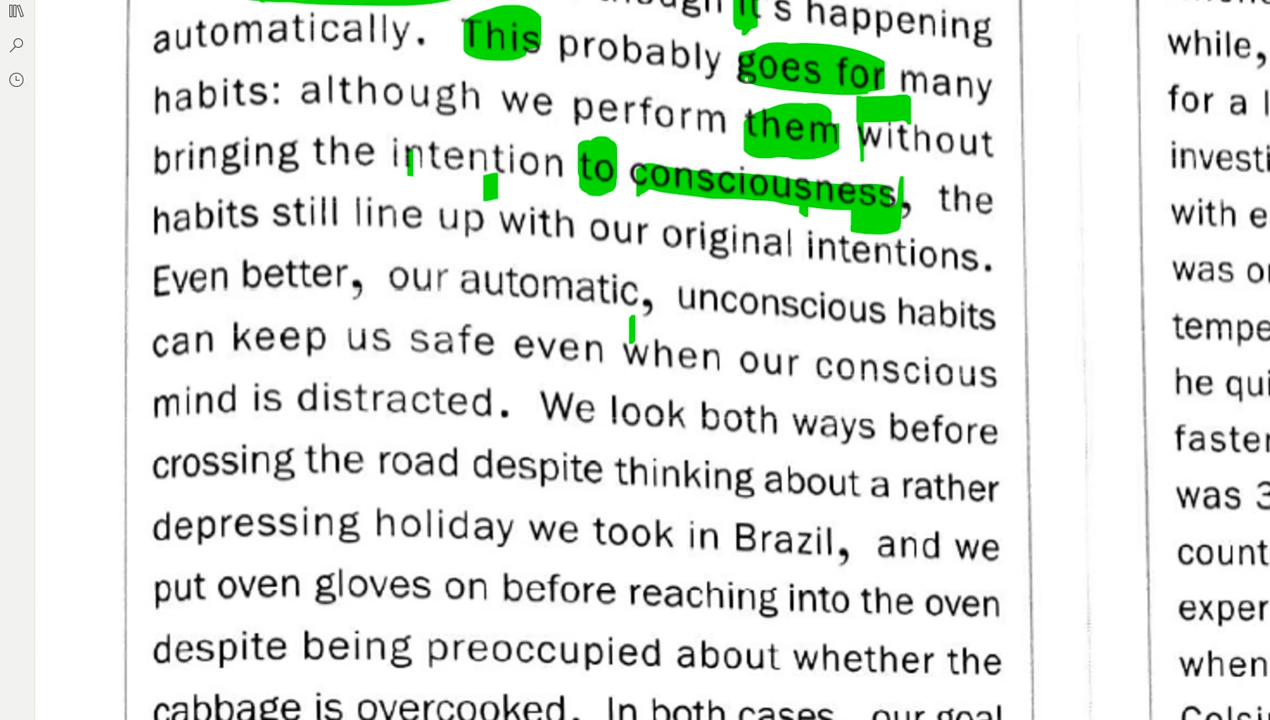 it's happening
automatically. This probably goes for many
habits: although we perform them without
bringing the intention to consciousness, the
habits still line up with our original intentions.
Even better, our automatic, unconscious habits
can keep us safe even when our conscious
mind is distracted. We look both ways before
crossing the road despite thinking about a rather
depressing holiday we took in Brazil, and we
put oven gloves on before reaching into the oven
despite being preoccupied about whether the
cabbage is overcooked. In both cases, our goal
while,
for a
with
was
he
was
when